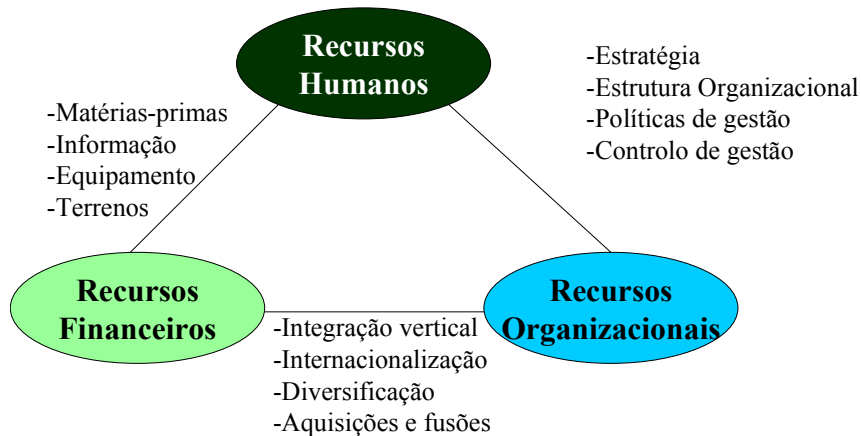 Recursos
Humanos
-Estratégia
-Estrutura Organizacional
-Políticas de gestão
-Controlo de gestão
-Matérias-primas
-Informação
-Equipamento
-Terrenos
Recursos
Financeiros
Recursos
Organizacionais
-Integração vertical
-Internacionalização
-Diversificação
-Aquisições e fusões